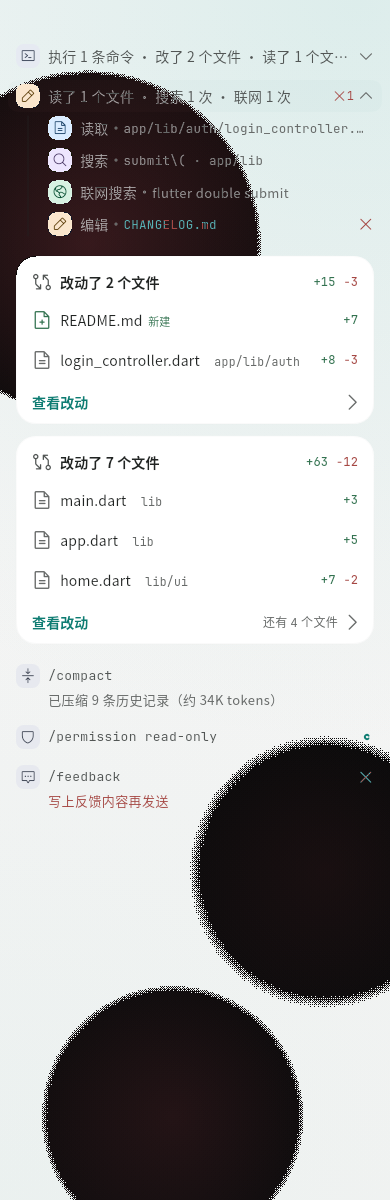 执行 1 条命令 · 改了 2 个文件 · 读了 1 个文…
读了 1 个文件 · 搜索 1 次 · 联网 1 次 ×1
读取 · app/lib/auth/login_controller.…
搜索 · submit\( · app/lib
联网搜索 · flutter double submit
编辑 · CHANGELOG.md
改动了 2 个文件 +15 -3
README.md 新建 +7
login_controller.dart app/lib/auth +8 -3
查看改动
改动了 7 个文件 +63 -12
main.dart lib +3
app.dart lib +5
home.dart lib/ui +7 -2
查看改动 还有 4 个文件
/compact
已压缩 9 条历史记录（约 34K tokens）
/permission read-only
/feedback
写上反馈内容再发送